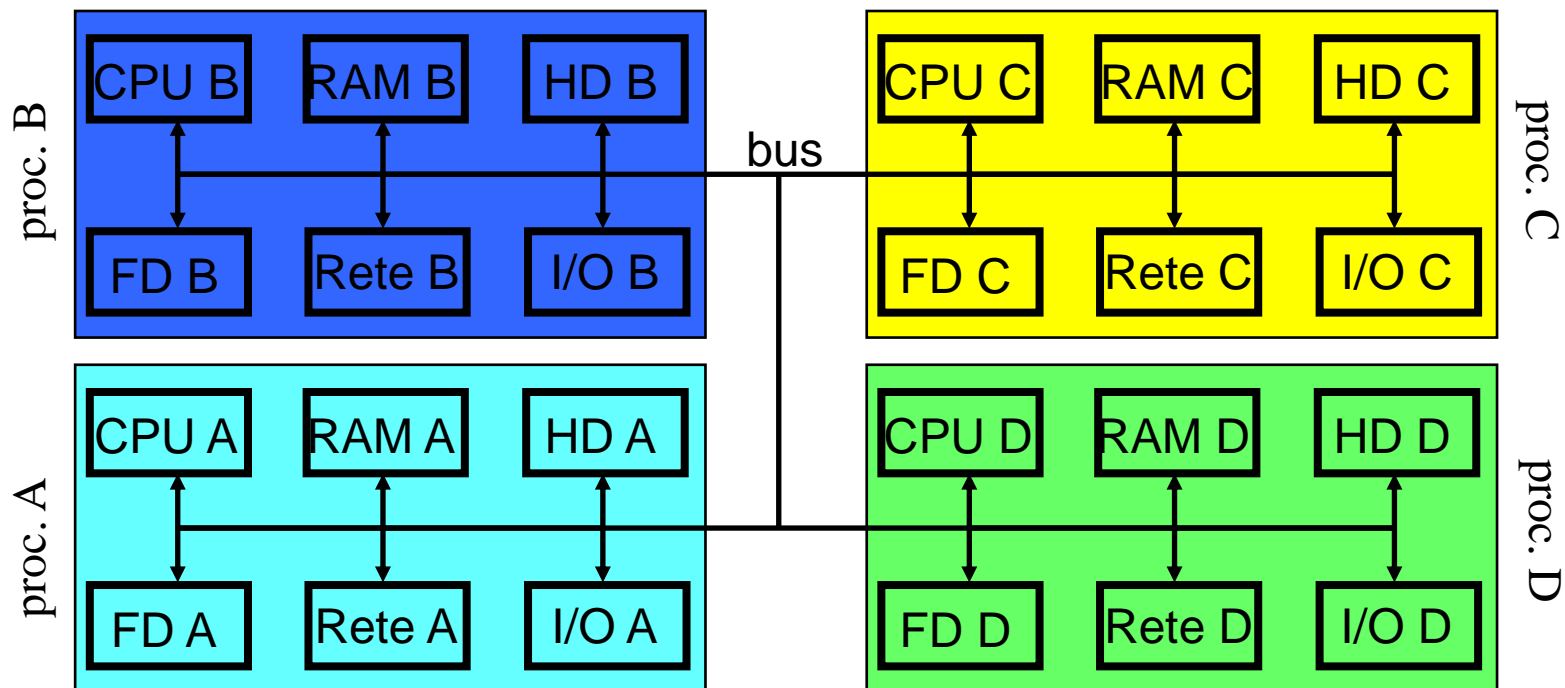 proc. B
CPU B RAM B HD B
FD B Rete B I/O B
bus
CPU C RAM C HD C
FD C Rete C I/O C
proc. C
proc. A
CPU A RAM A HD A
FD A Rete A I/O A
CPU D RAM D HD D
FD D Rete D I/O D
proc. D